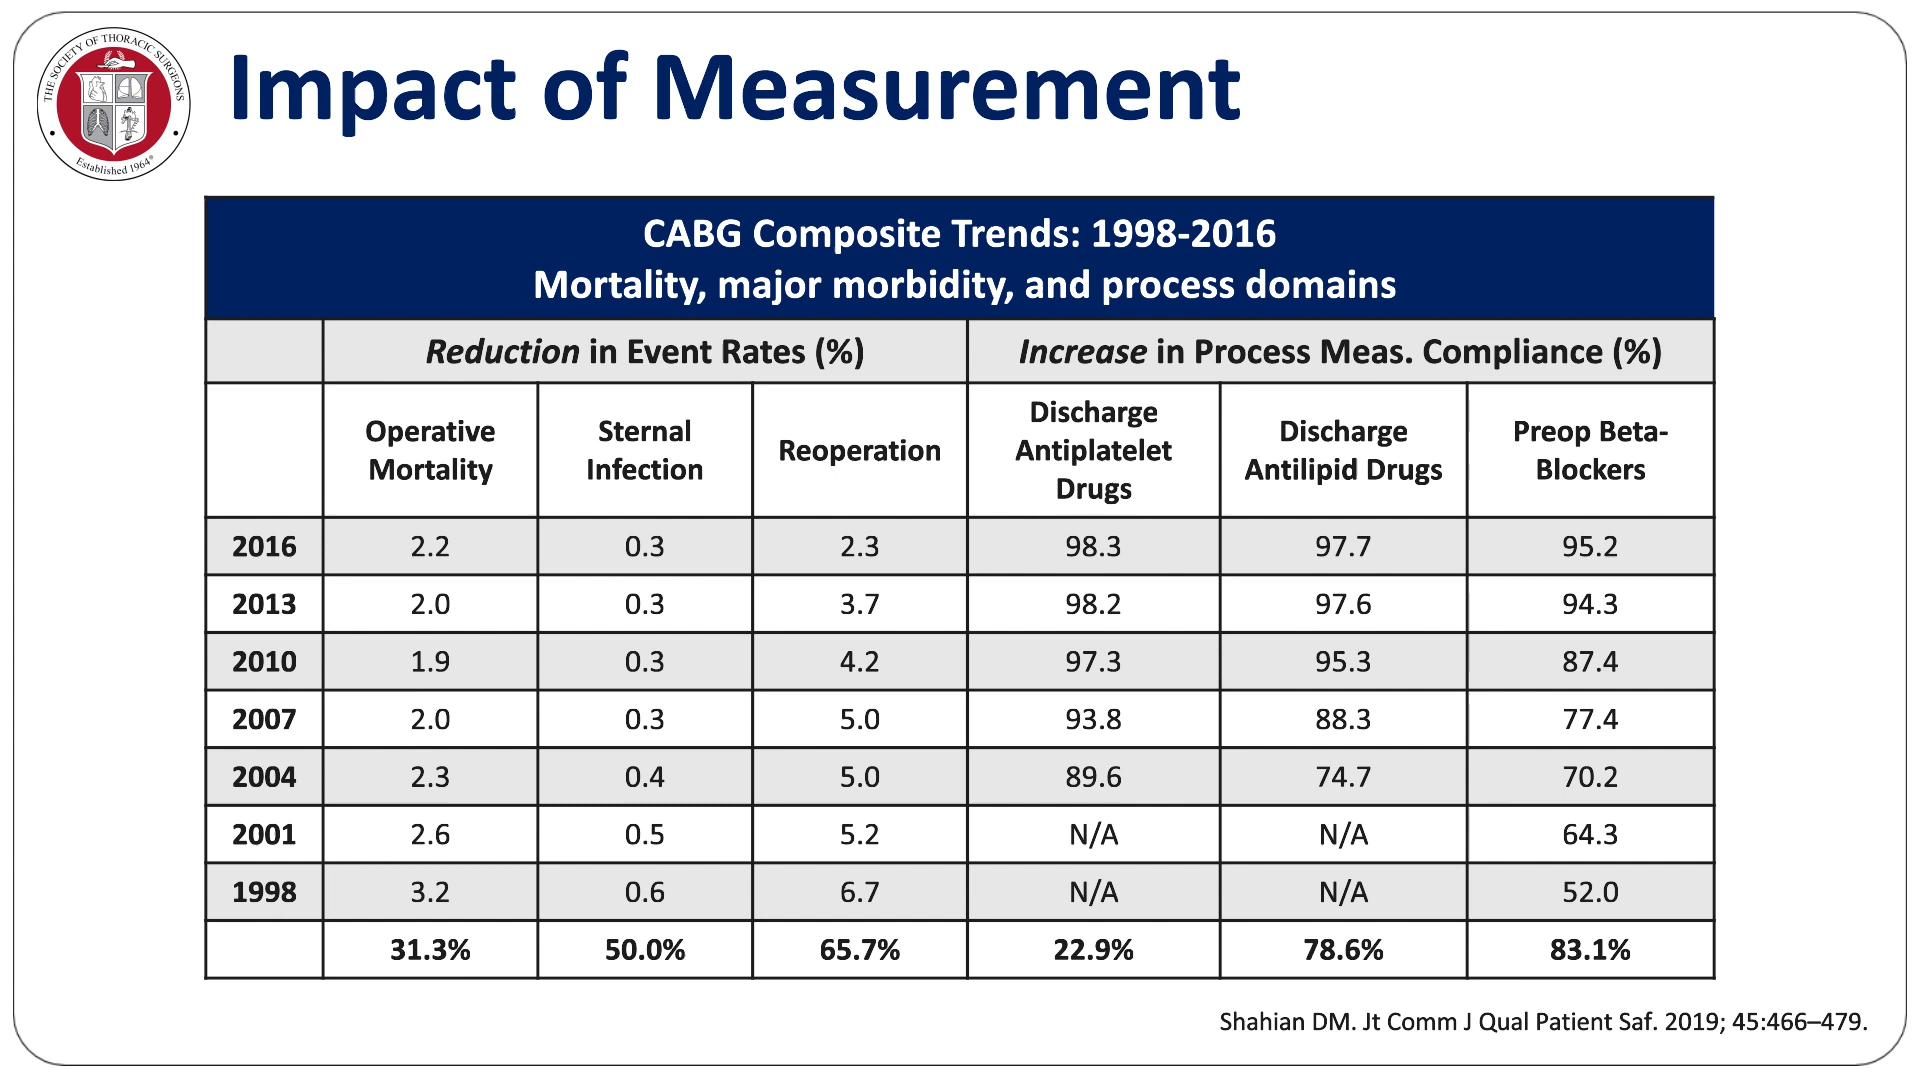 THE SOCIETY OF THORACIC SURGEONS
Established 1964®
Impact of Measurement
CABG Composite Trends: 1998-2016
Mortality, major morbidity, and process domains
Reduction in Event Rates (%) Increase in Process Meas. Compliance (%)
Operative Mortality Sternal Infection Reoperation Discharge Antiplatelet Drugs Discharge Antilipid Drugs Preop Beta-Blockers
2016 2.2 0.3 2.3 98.3 97.7 95.2
2013 2.0 0.3 3.7 98.2 97.6 94.3
2010 1.9 0.3 4.2 97.3 95.3 87.4
2007 2.0 0.3 5.0 93.8 88.3 77.4
2004 2.3 0.4 5.0 89.6 74.7 70.2
2001 2.6 0.5 5.2 N/A N/A 64.3
1998 3.2 0.6 6.7 N/A N/A 52.0
31.3% 50.0% 65.7% 22.9% 78.6% 83.1%
Shahian DM. Jt Comm J Qual Patient Saf. 2019; 45:466–479.